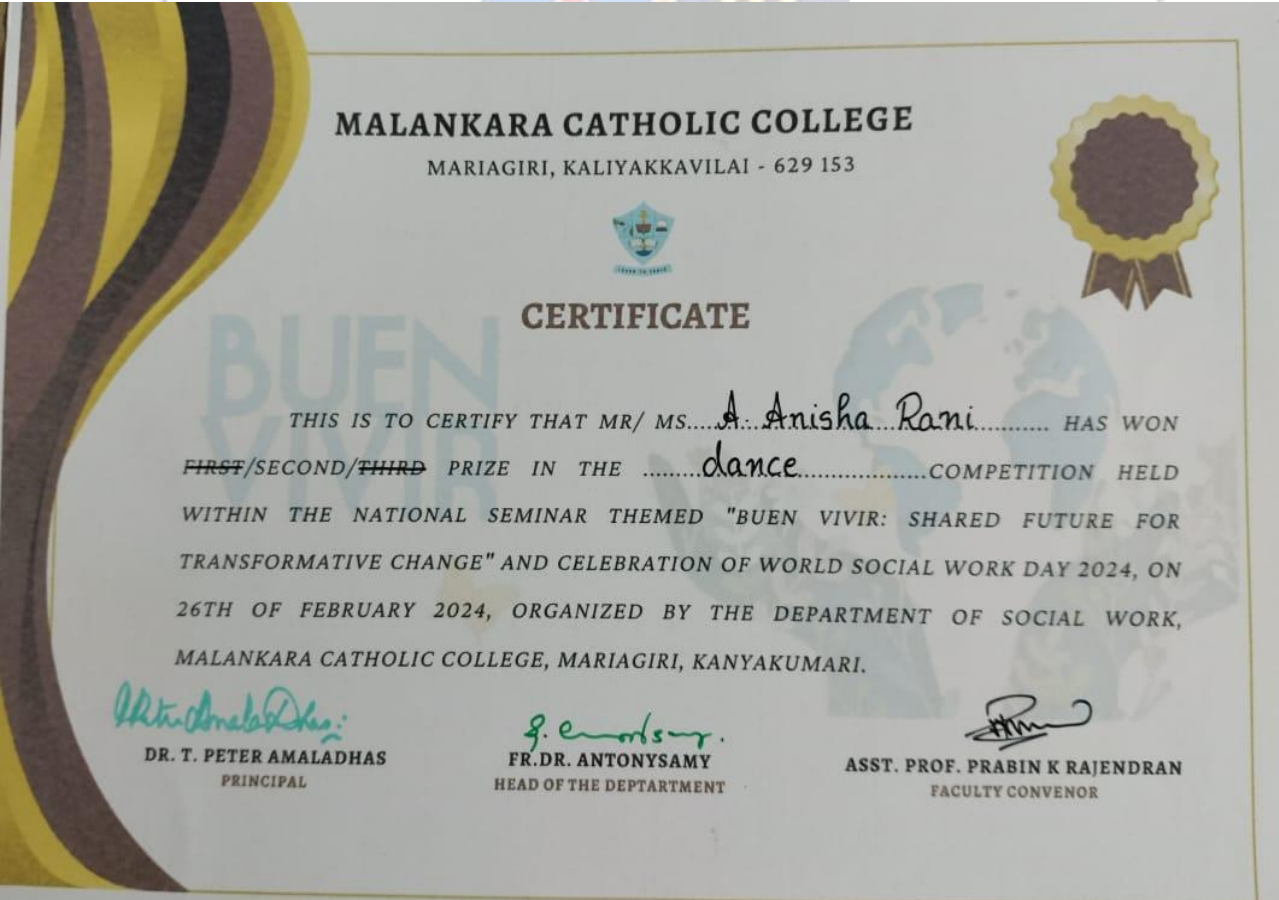 MALANKARA CATHOLIC COLLEGE
MARIAGIRI, KALIYAKKAVILAI - 629 153
LEARN TO SERVE
CERTIFICATE
BUEN
VIVIR
THIS IS TO CERTIFY THAT MR/ MS.....A. Anisha Rani........... HAS WON
FIRST/SECOND/THIRD PRIZE IN THE ........dance....................COMPETITION HELD
WITHIN THE NATIONAL SEMINAR THEMED "BUEN VIVIR: SHARED FUTURE FOR
TRANSFORMATIVE CHANGE" AND CELEBRATION OF WORLD SOCIAL WORK DAY 2024, ON
26TH OF FEBRUARY 2024, ORGANIZED BY THE DEPARTMENT OF SOCIAL WORK,
MALANKARA CATHOLIC COLLEGE, MARIAGIRI, KANYAKUMARI.
DR. T. PETER AMALADHAS
PRINCIPAL
FR.DR. ANTONYSAMY
HEAD OF THE DEPTARTMENT
ASST. PROF. PRABIN K RAJENDRAN
FACULTY CONVENOR